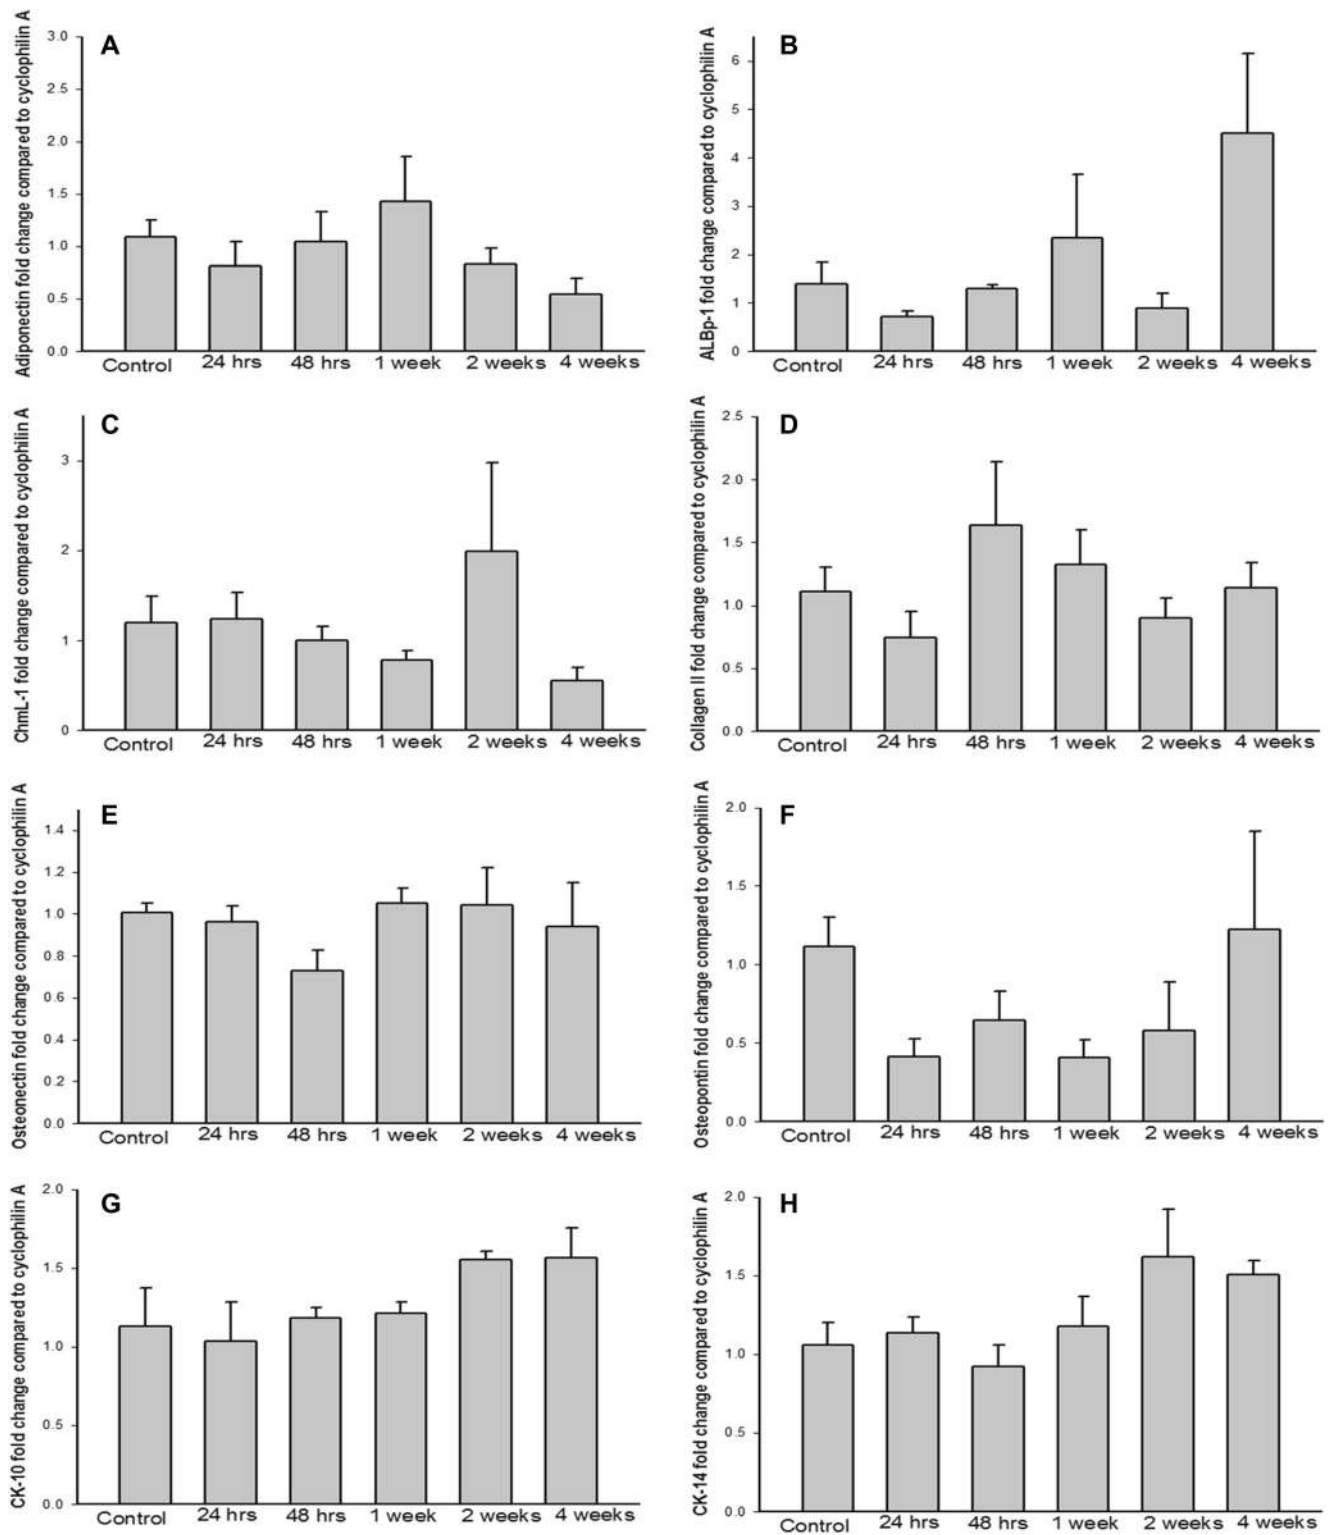 A
Adiponectin fold change compared to cyclophilin A
3.0
2.5
2.0
1.5
1.0
0.5
0.0
Control 24 hrs 48 hrs 1 week 2 weeks 4 weeks
B
ALBp-1 fold change compared to cyclophilin A
6
5
4
3
2
1
0
Control 24 hrs 48 hrs 1 week 2 weeks 4 weeks
C
ChmL-1 fold change compared to cyclophilin A
3
2
1
0
Control 24 hrs 48 hrs 1 week 2 weeks 4 weeks
D
Collagen II fold change compared to cyclophilin A
2.5
2.0
1.5
1.0
0.5
0.0
Control 24 hrs 48 hrs 1 week 2 weeks 4 weeks
E
Osteonectin fold change compared to cyclophilin A
1.4
1.2
1.0
0.8
0.6
0.4
0.2
0.0
Control 24 hrs 48 hrs 1 week 2 weeks 4 weeks
F
Osteopontin fold change compared to cyclophilin A
2.0
1.5
1.0
0.5
0.0
Control 24 hrs 48 hrs 1 week 2 weeks 4 weeks
G
CK-10 fold change compared to cyclophilin A
2.0
1.5
1.0
0.5
0.0
Control 24 hrs 48 hrs 1 week 2 weeks 4 weeks
H
CK-14 fold change compared to cyclophilin A
2.0
1.5
1.0
0.5
0.0
Control 24 hrs 48 hrs 1 week 2 weeks 4 weeks